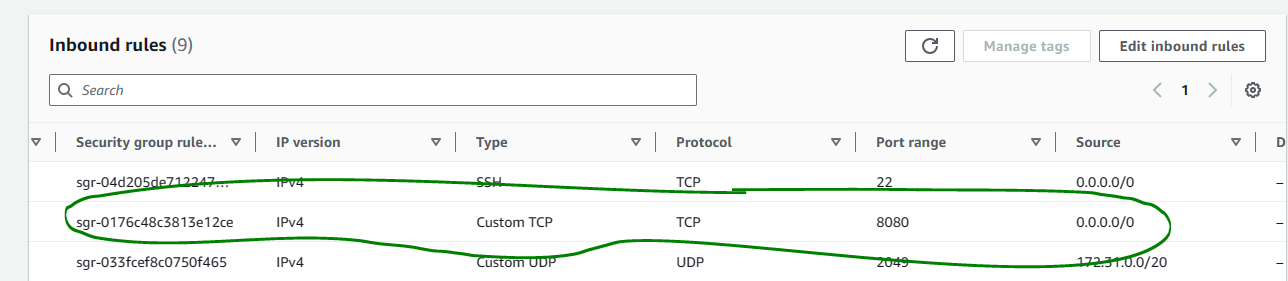 Inbound rules (9)
Manage tags
Edit inbound rules
Search
1
Security group rule... IP version Type Protocol Port range Source D
sgr-04d205de712247... IPv4 SSH TCP 22 0.0.0.0/0 –
sgr-0176c48c3813e12ce IPv4 Custom TCP TCP 8080 0.0.0.0/0 –
sgr-033fcef8c0750f465 IPv4 Custom UDP UDP 2049 172.31.0.0/20 –